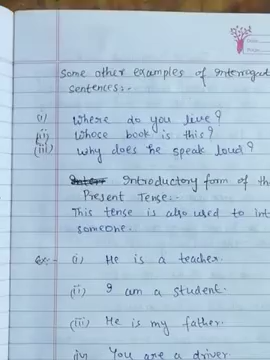 Some other examples of Interrogat
sentences:-
(i) Where do you live?
(ii) Whose book is this?
(iii) Why does he speak loud?
Introductory form of th
Present Tense:-
This tense is also used to Int
someone.
Ex:- (i) He is a teacher.
(ii) I am a student.
(iii) He is my father.
(iv) You are a driver.